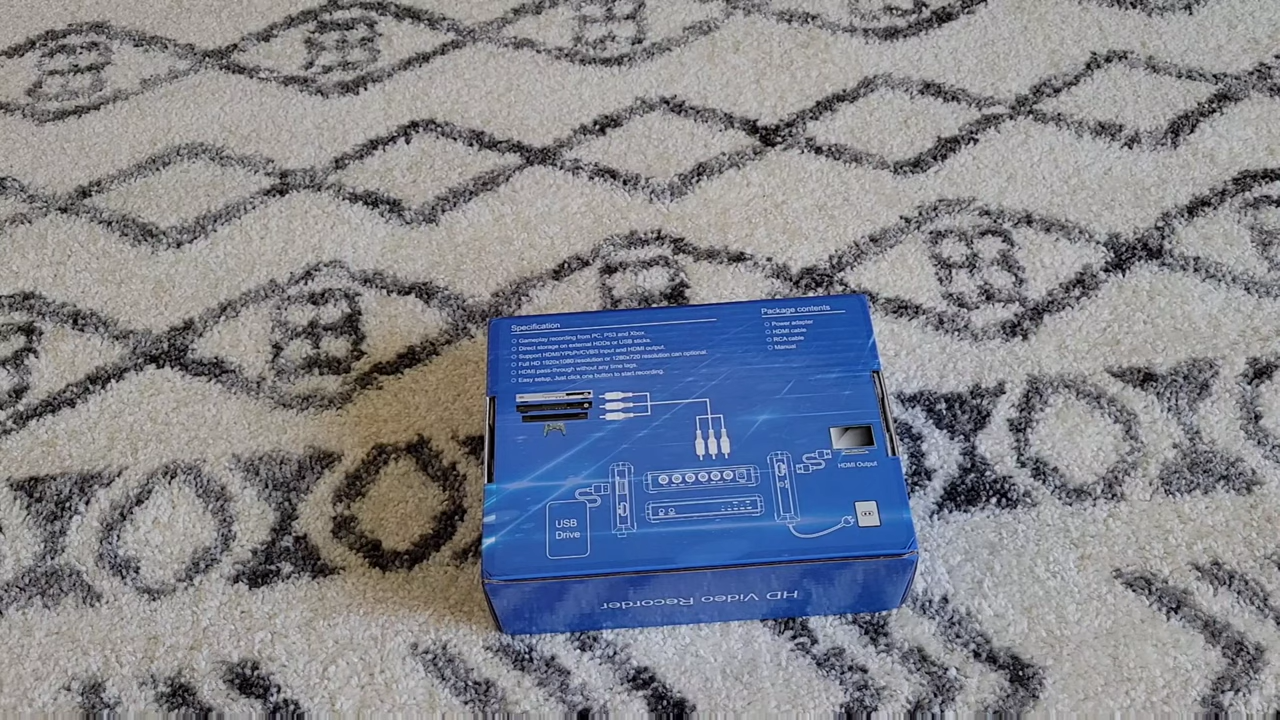 Specification
Gameplay recording from PC, PS3 and Xbox.
Direct storage on external HDDs or USB sticks.
Support HDMI/YPbPr/CVBS Input and HDMI output.
Full HD 1920x1080 resolution or 1280x720 resolution can optional.
HDMI pass-through without any time lags.
Easy setup, Just click one button to start recording.
Package contents
Power adapter
HDMI cable
RCA cable
Manual
HDMI Output
USB
Drive
HD Video Recorder